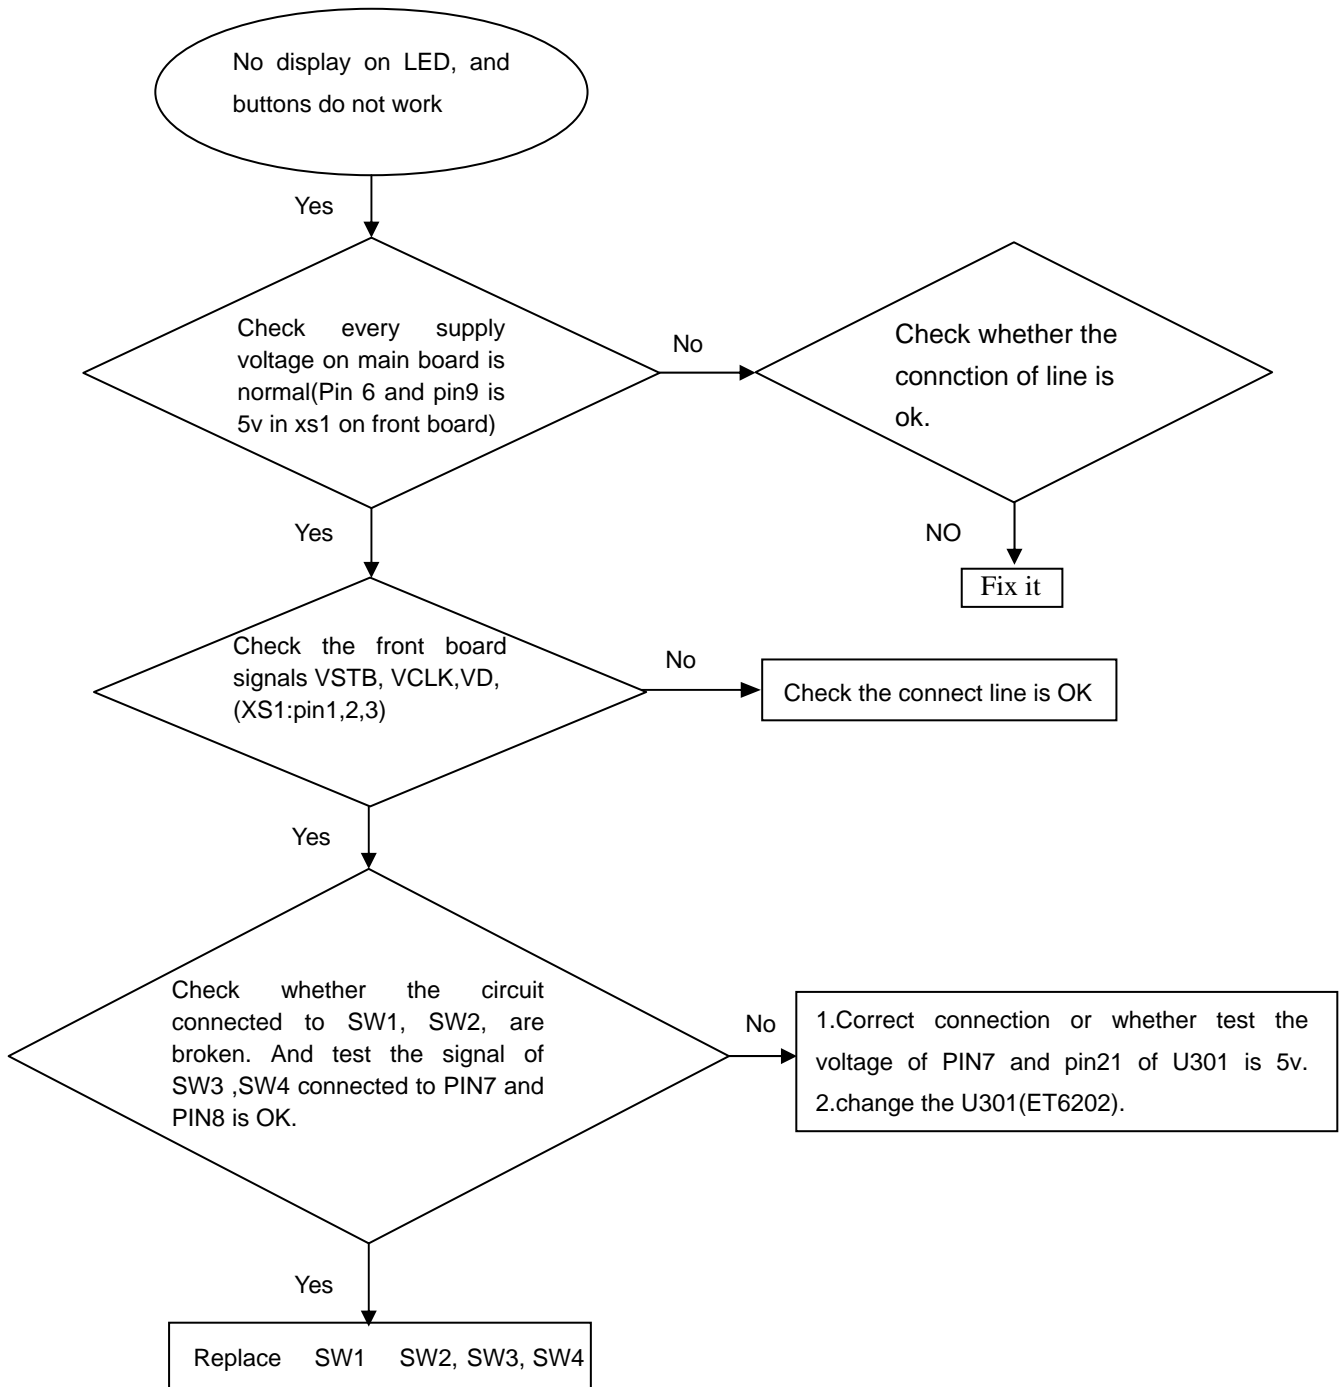 No display on LED, and
buttons do not work
Yes
Check every supply
voltage on main board is
normal(Pin 6 and pin9 is
5v in xs1 on front board)
No
Check whether the
connction of line is
ok.
Yes
NO
Fix it
Check the front board
signals VSTB, VCLK,VD,
(XS1:pin1,2,3)
No
Check the connect line is OK
Yes
Check whether the circuit
connected to SW1, SW2, are
broken. And test the signal of
SW3 ,SW4 connected to PIN7 and
PIN8 is OK.
No
1.Correct connection or whether test the
voltage of PIN7 and pin21 of U301 is 5v.
2.change the U301(ET6202).
Yes
Replace SW1 SW2, SW3, SW4